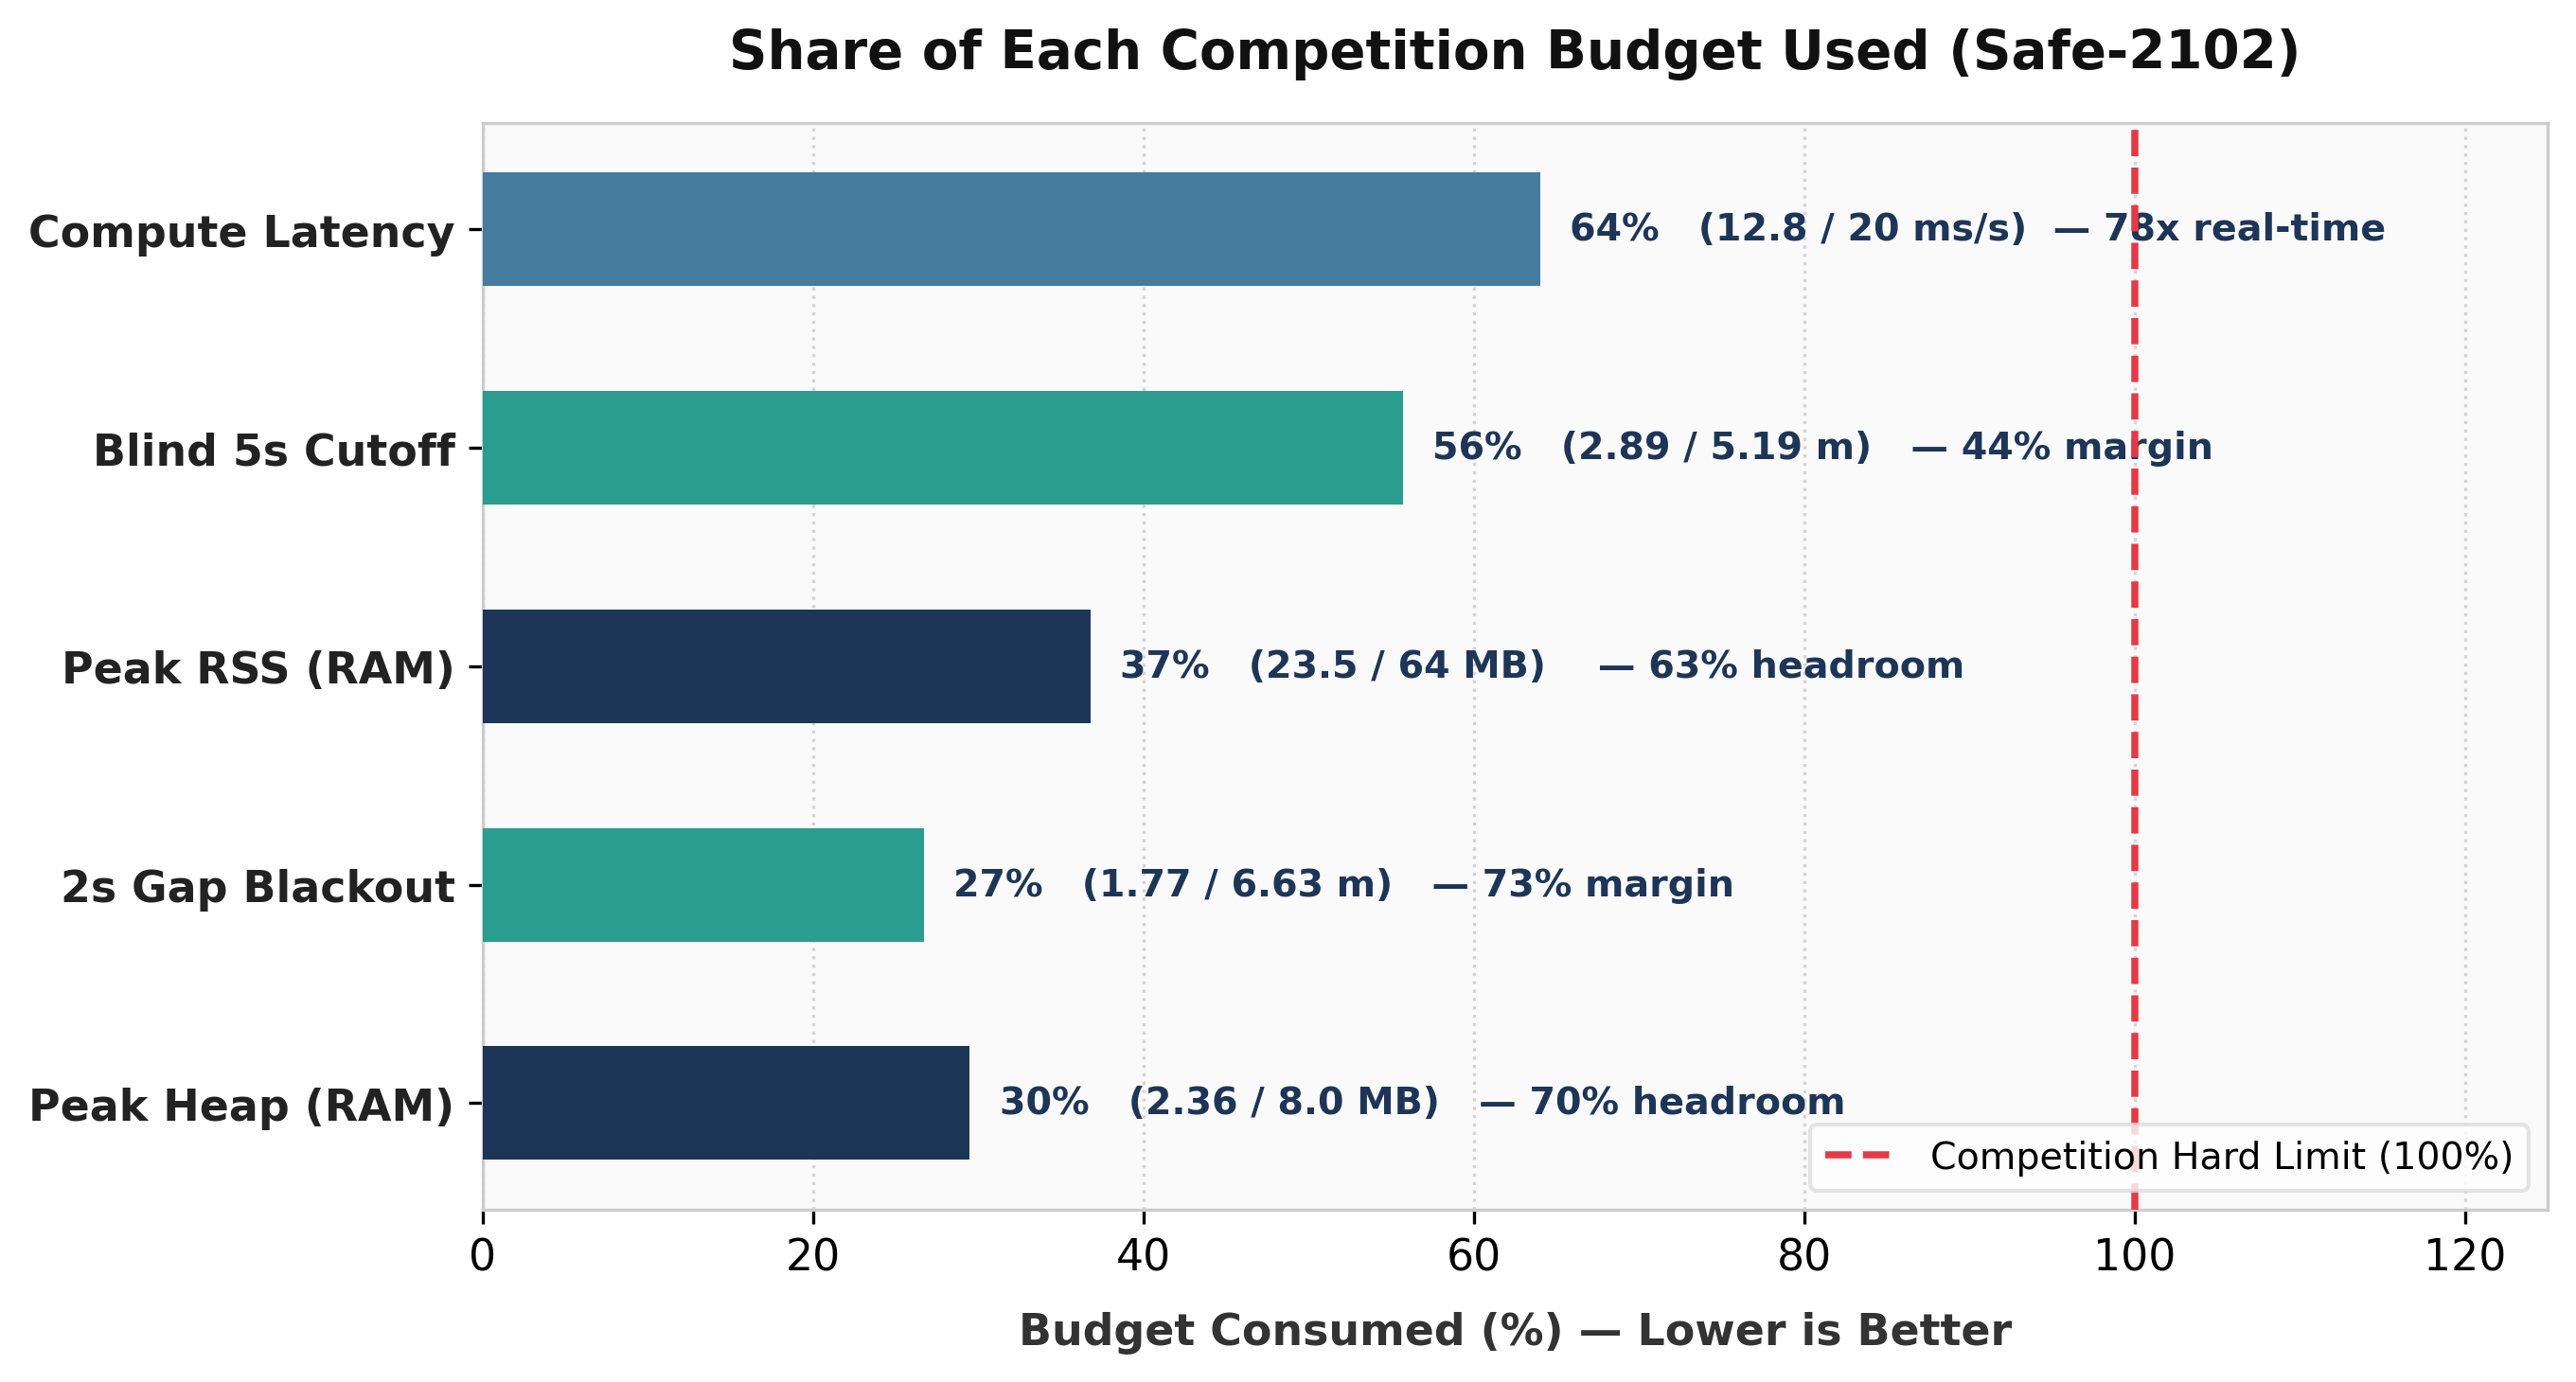 Share of Each Competition Budget Used (Safe-2102)
Compute Latency
64% (12.8 / 20 ms/s) — 78x real-time
Blind 5s Cutoff
56% (2.89 / 5.19 m) — 44% margin
Peak RSS (RAM)
37% (23.5 / 64 MB) — 63% headroom
2s Gap Blackout
27% (1.77 / 6.63 m) — 73% margin
Peak Heap (RAM)
30% (2.36 / 8.0 MB) — 70% headroom
Competition Hard Limit (100%)
0 20 40 60 80 100 120
Budget Consumed (%) — Lower is Better